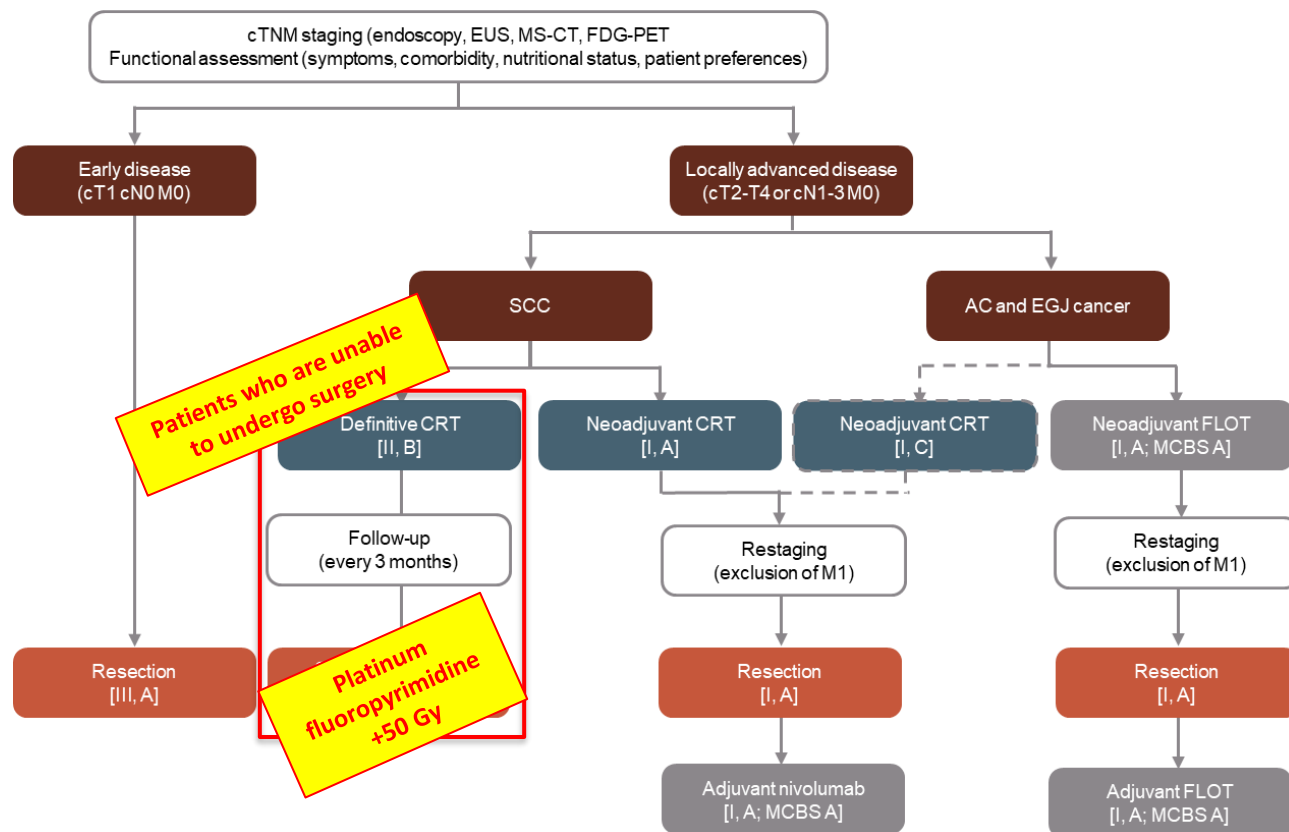 cTNM staging (endoscopy, EUS, MS-CT, FDG-PET
Functional assessment (symptoms, comorbidity, nutritional status, patient preferences)
Early disease
(cT1 cN0 M0)
Locally advanced disease
(cT2-T4 or cN1-3 M0)
SCC
AC and EGJ cancer
Patients who are unable
to undergo surgery
Definitive CRT
[II, B]
Neoadjuvant CRT
[I, A]
Neoadjuvant CRT
[I, C]
Neoadjuvant FLOT
[I, A; MCBS A]
Follow-up
(every 3 months)
Restaging
(exclusion of M1)
Restaging
(exclusion of M1)
Resection
[III, A]
Platinum
fluoropyrimidine
+50 Gy
Resection
[I, A]
Resection
[I, A]
Adjuvant nivolumab
[I, A; MCBS A]
Adjuvant FLOT
[I, A; MCBS A]